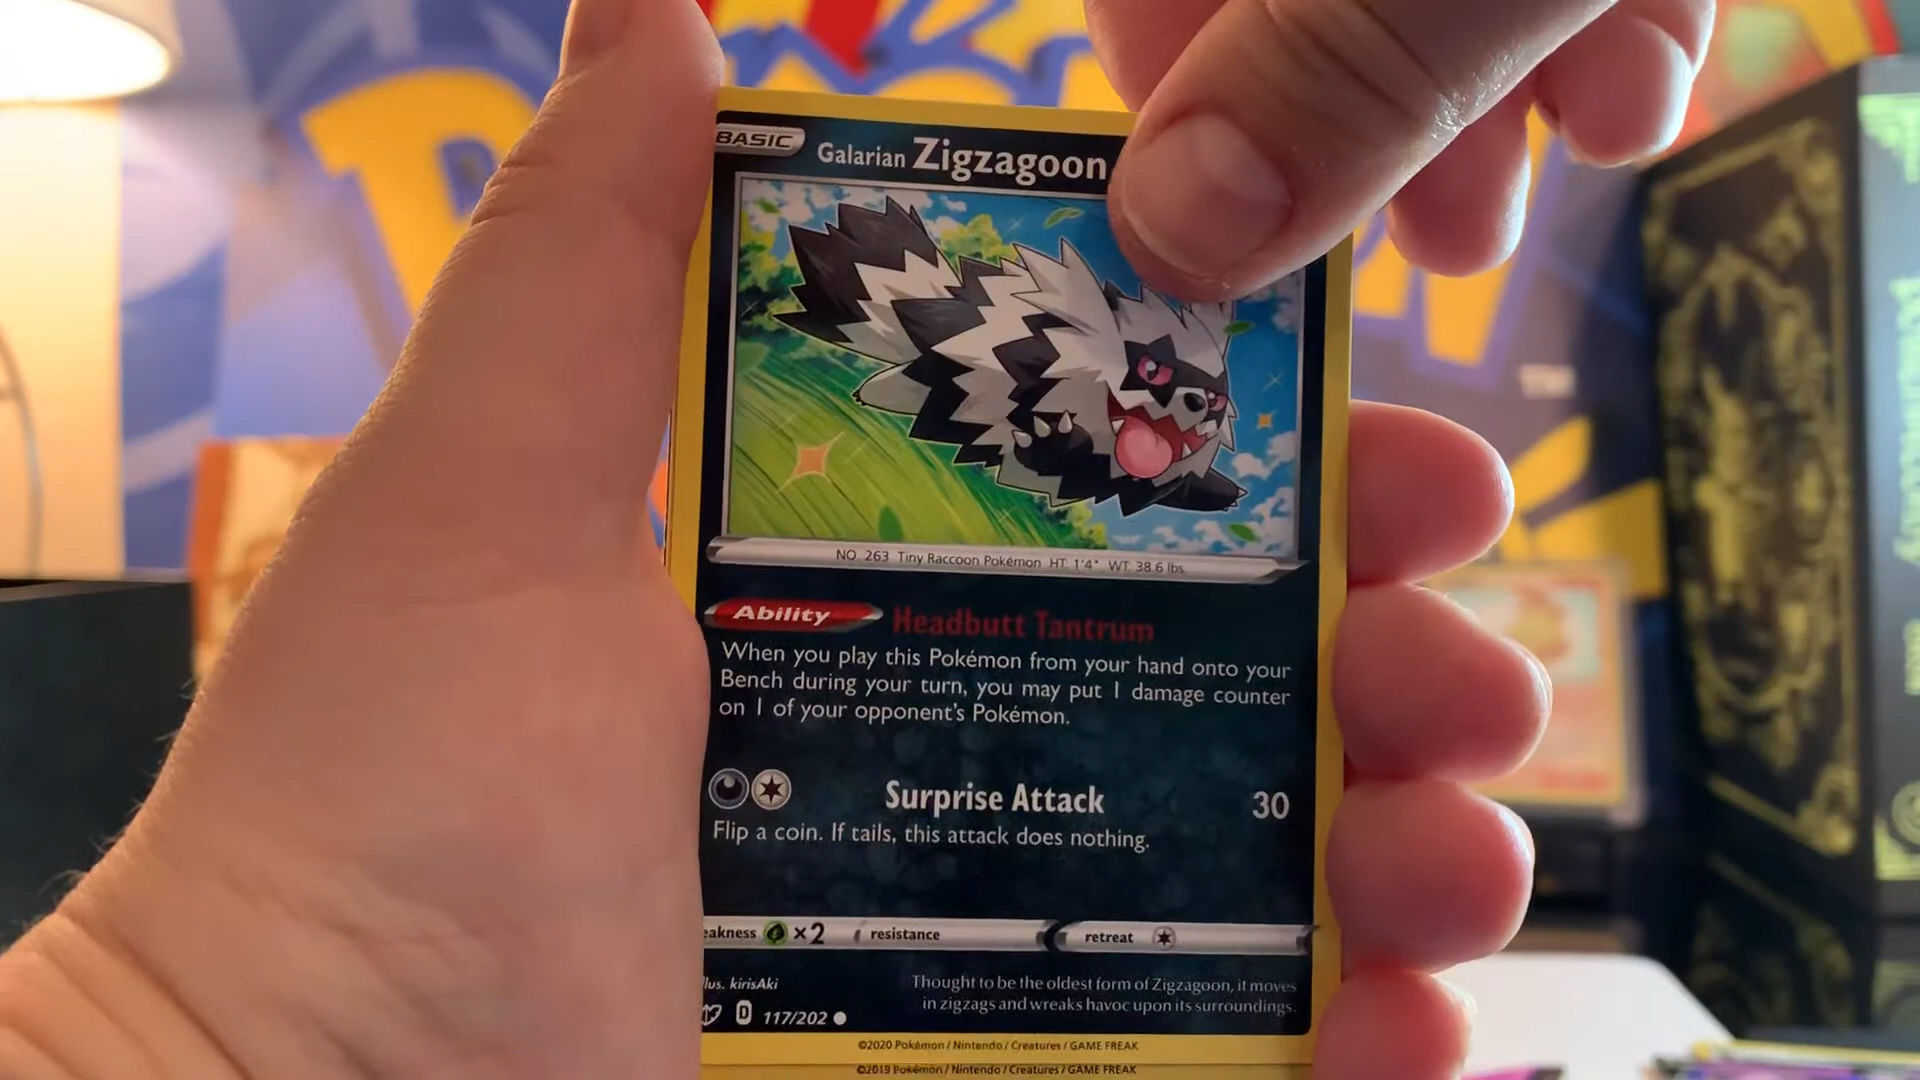 BASIC
Galarian Zigzagoon
NO. 263 Tiny Raccoon Pokémon HT: 1'4" WT: 38.6 lbs.
Ability Headbutt Tantrum
When you play this Pokémon from your hand onto your
Bench during your turn, you may put 1 damage counter
on 1 of your opponent's Pokémon.
Surprise Attack 30
Flip a coin. If tails, this attack does nothing.
eakness ×2 resistance retreat
lus. kirisAki
Thought to be the oldest form of Zigzagoon, it moves
in zigzags and wreaks havoc upon its surroundings.
D 117/202
©2020 Pokémon / Nintendo / Creatures / GAME FREAK
©2019 Pokémon / Nintendo / Creatures / GAME FREAK
TM